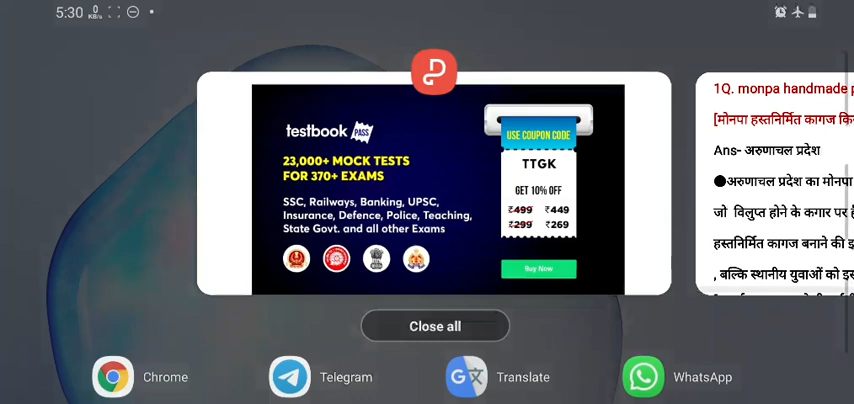 5:30 0 KB/s
testbook PASS
23,000+ MOCK TESTS
FOR 370+ EXAMS
SSC, Railways, Banking, UPSC,
Insurance, Defence, Police, Teaching,
State Govt. and all other Exams
USE COUPON CODE
TTGK
GET 10% OFF
₹499 ₹449
₹299 ₹269
Buy Now
1Q. monpa handmade
[मोनपा हस्तनिर्मित कागज
Ans- अरुणाचल प्रदेश
●अरुणाचल प्रदेश का मोनपा
जो विलुप्त होने के कगार पर
हस्तनिर्मित कागज बनाने की
, बल्कि स्थानीय युवाओं को
Close all
Chrome
Telegram
Translate
WhatsApp